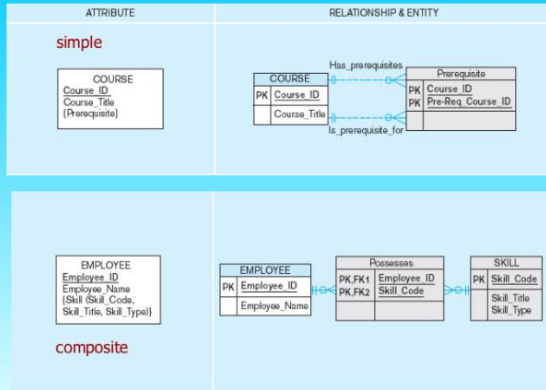 ATTRIBUTE
RELATIONSHIP & ENTITY
simple
COURSE
Course_ID
Course_Title
{Prerequisite}
Has_prerequisites
COURSE
PK Course_ID
Course_Title
Is_prerequisite_for
Prerequisite
PK Course_ID
PK Pre-Req_Course_ID
EMPLOYEE
Employee_ID
Employee_Name
{Skill (Skill_Code,
Skill_Title, Skill_Type)}
composite
EMPLOYEE
PK Employee_ID
Employee_Name
Possesses
PK,FK1 Employee_ID
PK,FK2 Skill_Code
SKILL
PK Skill_Code
Skill_Title
Skill_Type